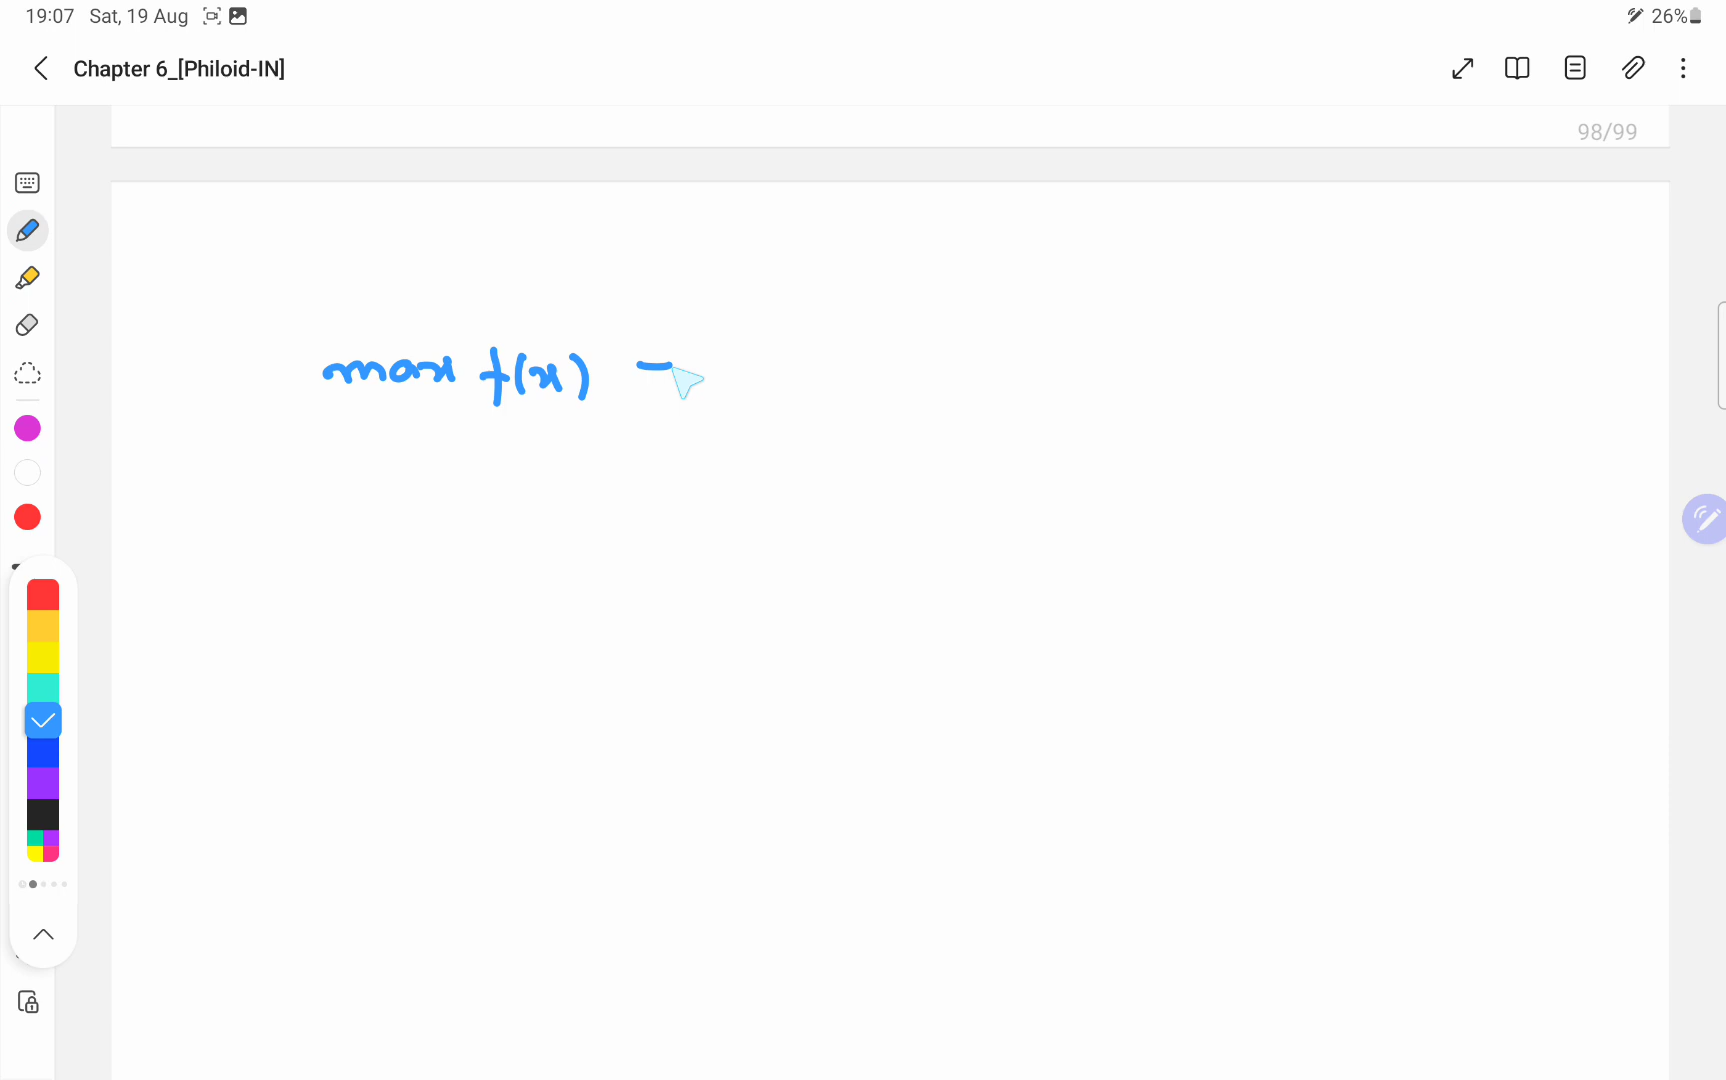 19:07 Sat, 19 Aug 26%
Chapter 6_[Philoid-IN]
98/99
max f(x) -